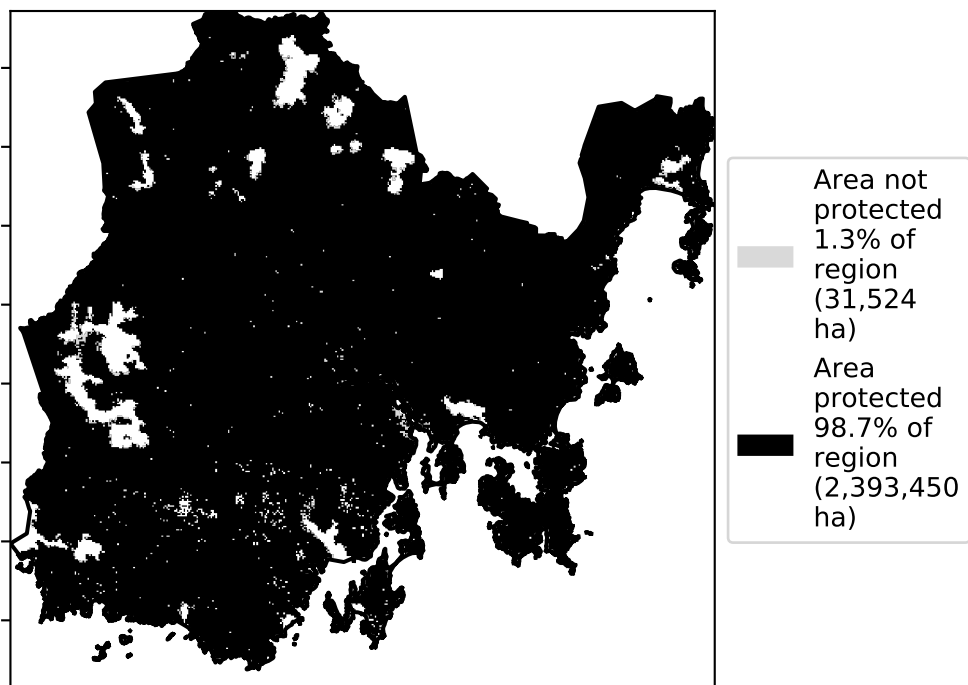 Area not
protected
1.3% of
region
(31,524
ha)
Area
protected
98.7% of
region
(2,393,450
ha)